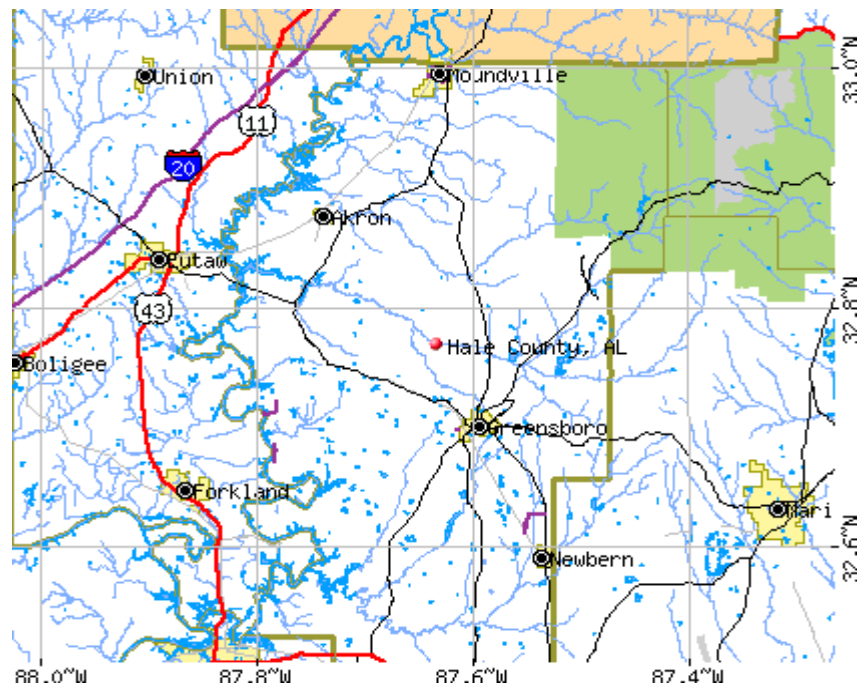 Union
Moundville
33.0°N
11
20
Akron
Eutaw
43
32.8°N
Hale County, AL
Boligee
Greensboro
Forkland
Mari
32.6°N
Newbern
88.0°W
87.8°W
87.6°W
87.4°W